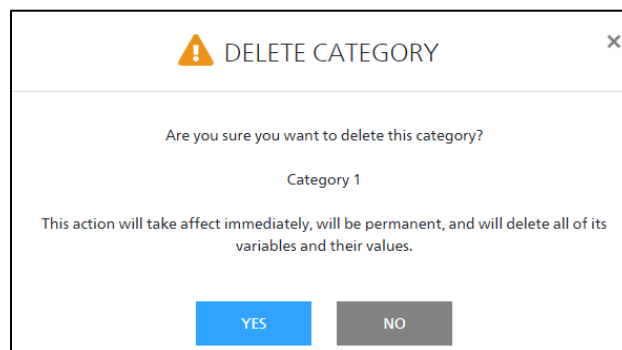 DELETE CATEGORY
Are you sure you want to delete this category?
Category 1
This action will take affect immediately, will be permanent, and will delete all of its
variables and their values.
YES NO